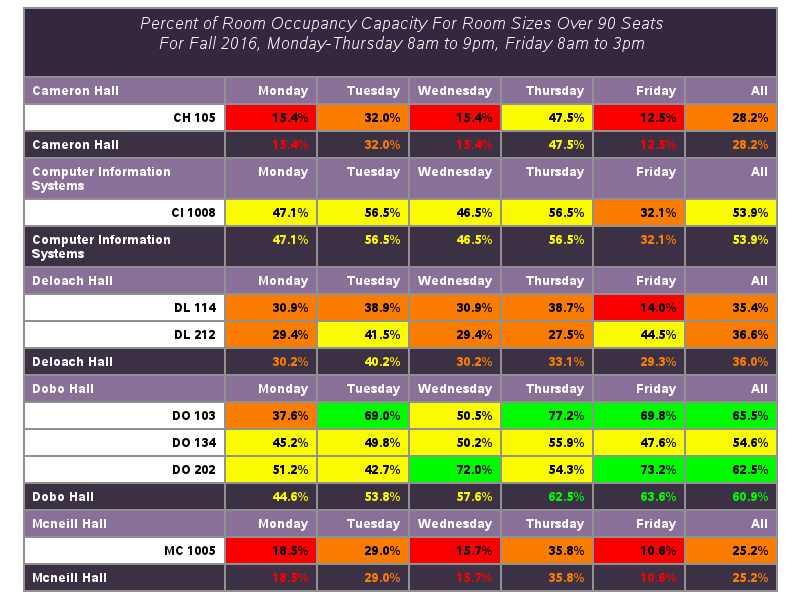 Percent of Room Occupancy Capacity For Room Sizes Over 90 Seats
For Fall 2016, Monday-Thursday 8am to 9pm, Friday 8am to 3pm
Cameron Hall Monday Tuesday Wednesday Thursday Friday All
CH 105 15.4% 32.0% 15.4% 47.5% 12.5% 28.2%
Cameron Hall 15.4% 32.0% 15.4% 47.5% 12.5% 28.2%
Computer Information Monday Tuesday Wednesday Thursday Friday All
Systems
CI 1008 47.1% 56.5% 46.5% 56.5% 32.1% 53.9%
Computer Information 47.1% 56.5% 46.5% 56.5% 32.1% 53.9%
Systems
Deloach Hall Monday Tuesday Wednesday Thursday Friday All
DL 114 30.9% 38.9% 30.9% 38.7% 14.0% 35.4%
DL 212 29.4% 41.5% 29.4% 27.5% 44.5% 36.6%
Deloach Hall 30.2% 40.2% 30.2% 33.1% 29.3% 36.0%
Dobo Hall Monday Tuesday Wednesday Thursday Friday All
DO 103 37.6% 69.0% 50.5% 77.2% 69.8% 65.5%
DO 134 45.2% 49.8% 50.2% 55.9% 47.6% 54.6%
DO 202 51.2% 42.7% 72.0% 54.3% 73.2% 62.5%
Dobo Hall 44.6% 53.8% 57.6% 62.5% 63.6% 60.9%
Mcneill Hall Monday Tuesday Wednesday Thursday Friday All
MC 1005 18.5% 29.0% 15.7% 35.8% 10.6% 25.2%
Mcneill Hall 18.5% 29.0% 15.7% 35.8% 10.6% 25.2%